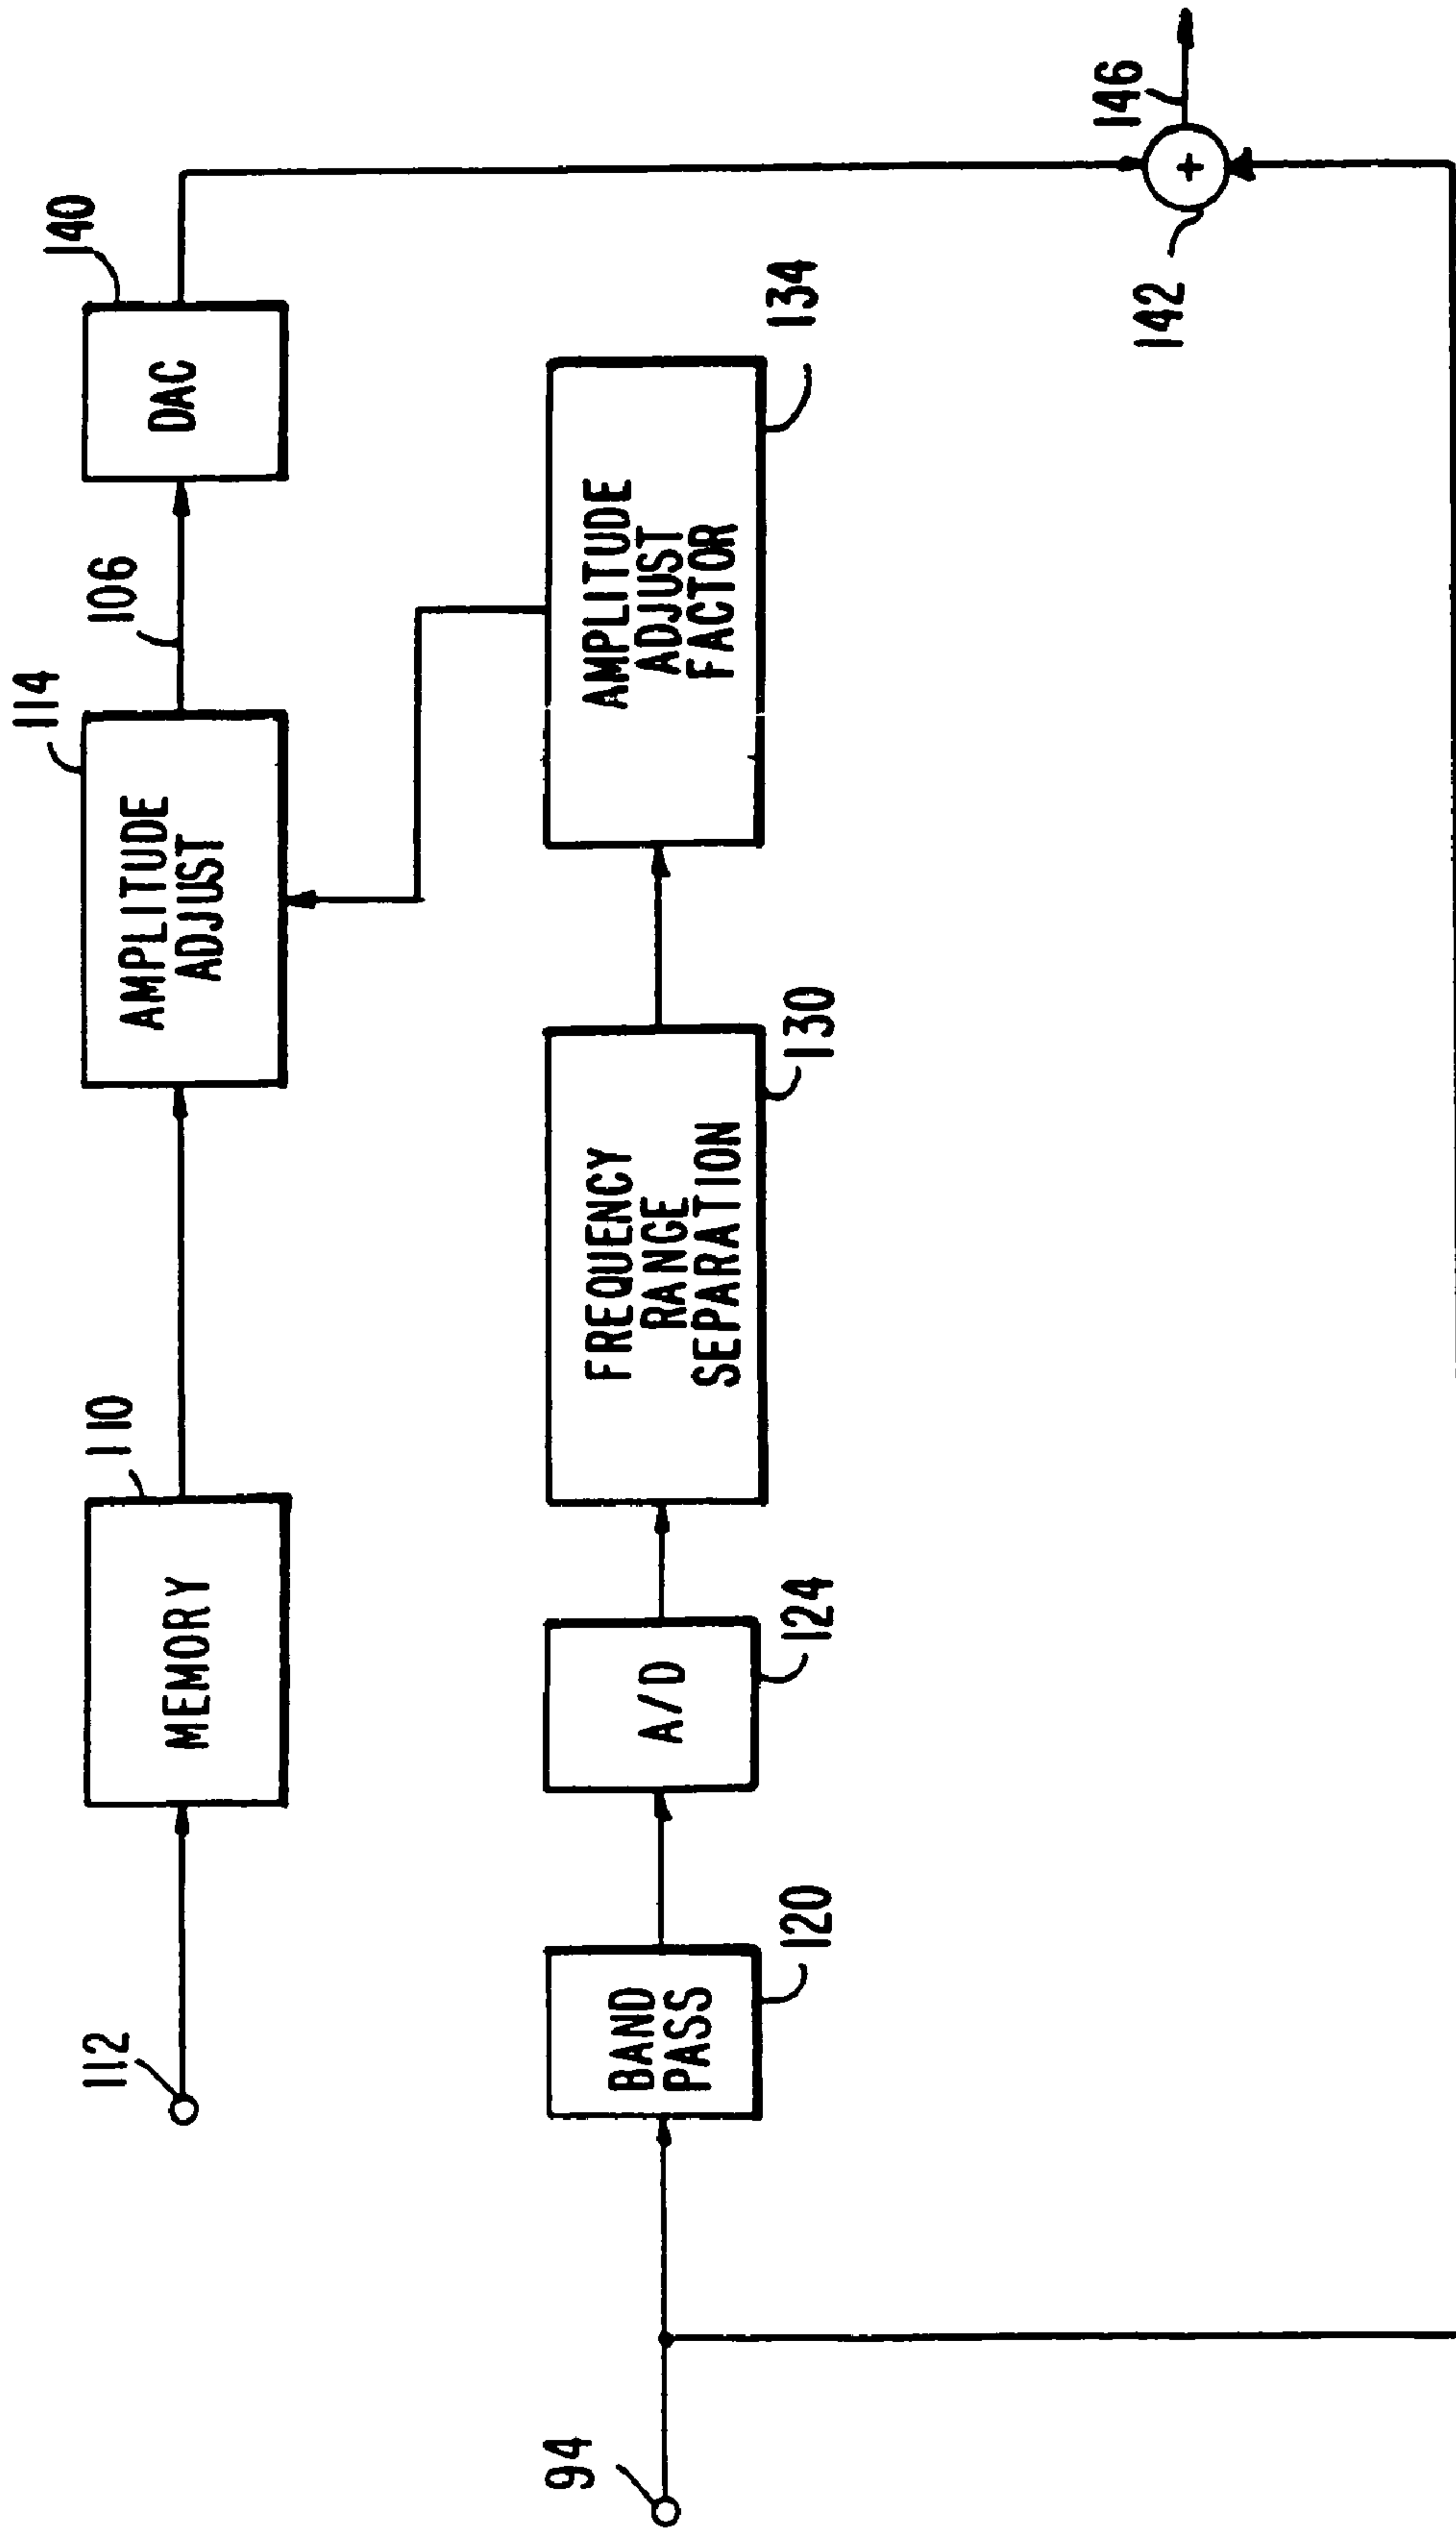 112
110
MEMORY
114
AMPLITUDE
ADJUST
106
140
DAC
94
BAND
PASS
120
A/D
124
FREQUENCY
RANGE
SEPARATION
130
AMPLITUDE
ADJUST
FACTOR
134
142
+
146